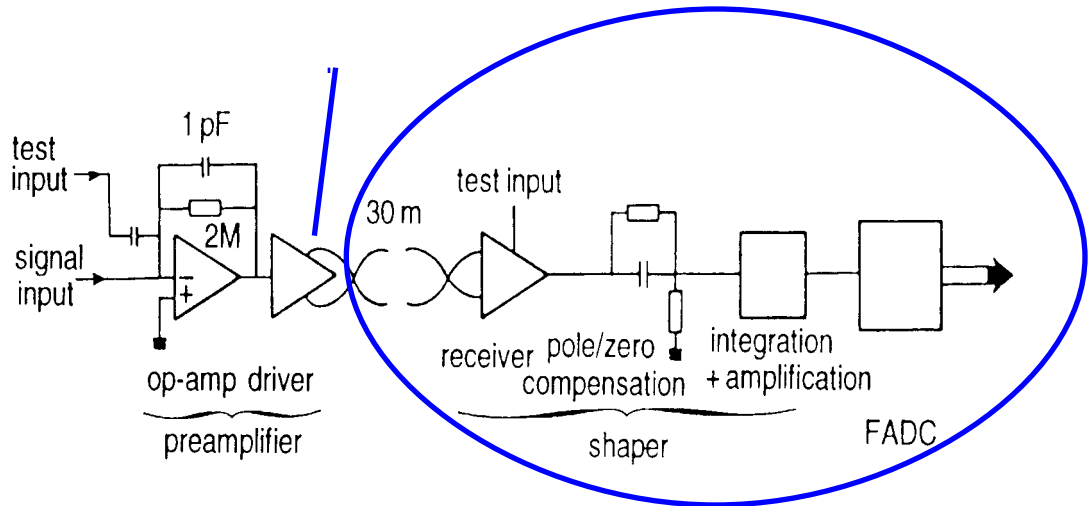 1 pF
test
input
2M
signal
input
−
+
op-amp driver
preamplifier
30 m
test input
receiver
pole/zero
compensation
integration
+ amplification
shaper
FADC